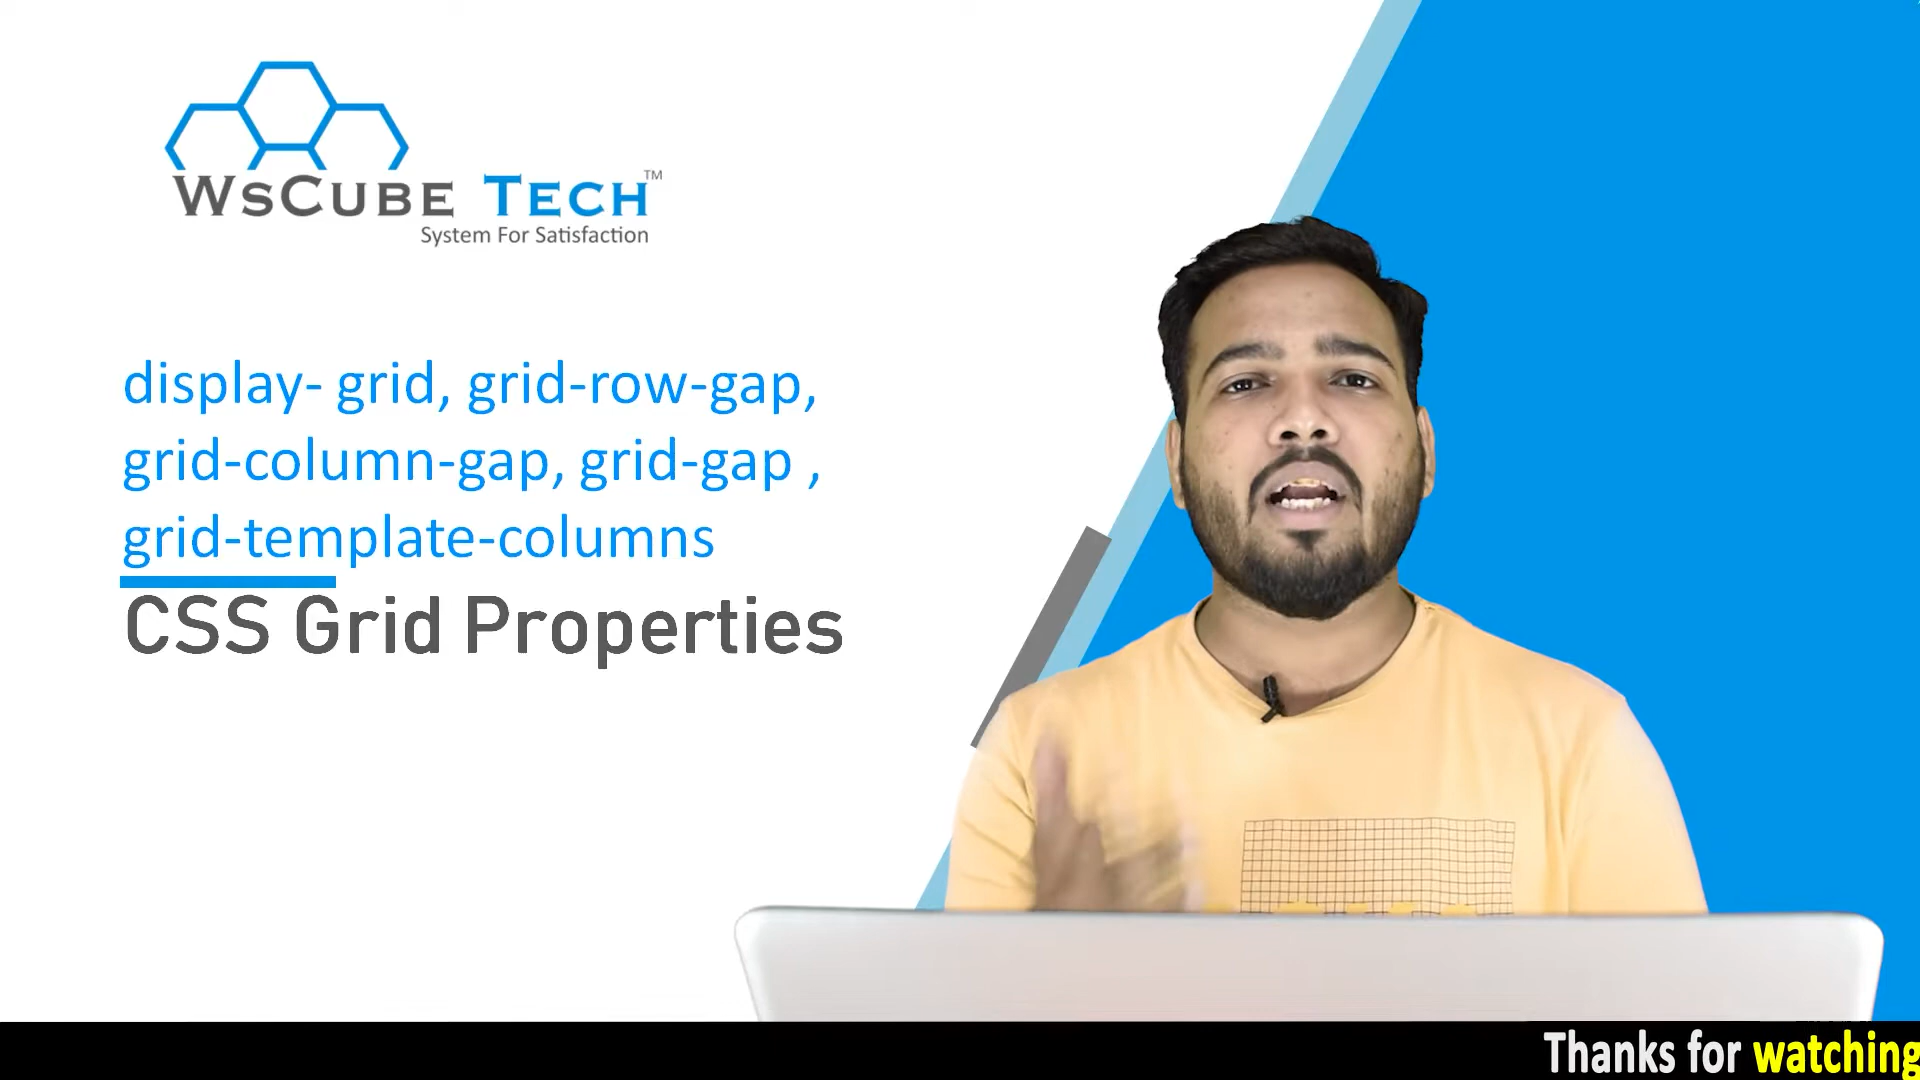 WSCUBE TECH™
System For Satisfaction
display- grid, grid-row-gap,
grid-column-gap, grid-gap ,
grid-template-columns
CSS Grid Properties
Thanks for watching